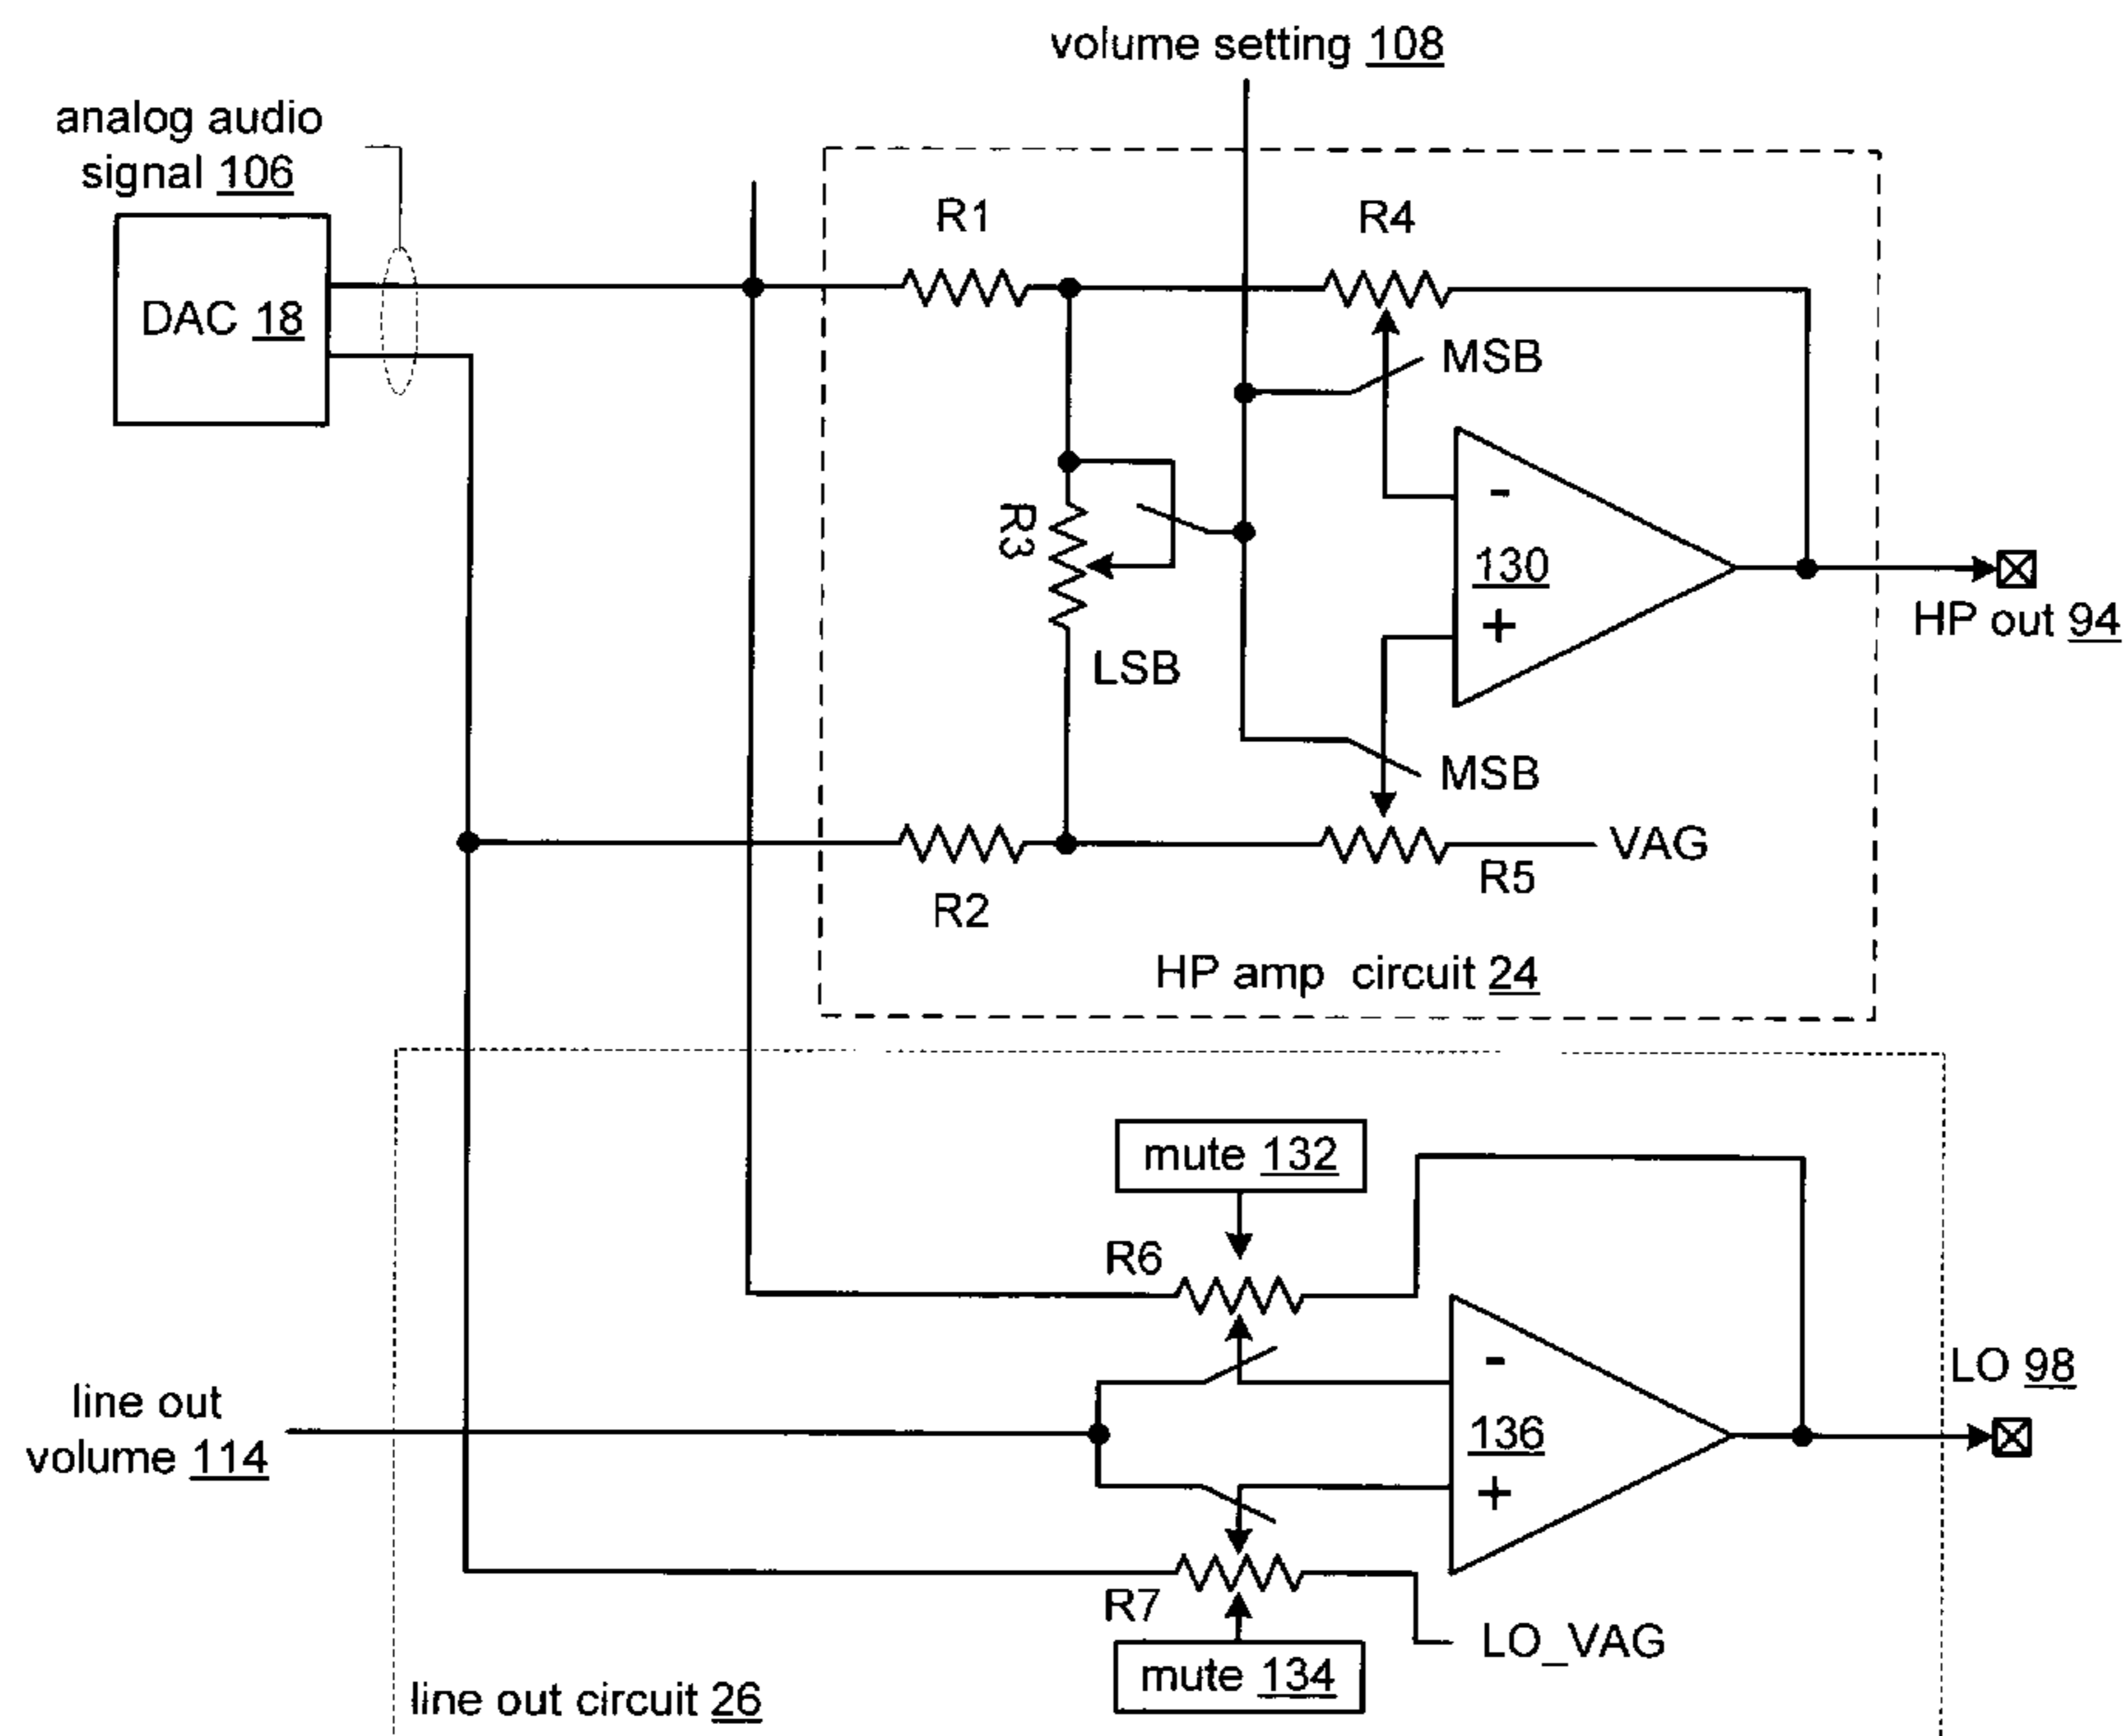 volume setting 108
analog audio
signal 106
DAC 18
R1
R4
MSB
R3
-
130
+
HP out 94
LSB
MSB
VAG
R2
R5
HP amp circuit 24
mute 132
R6
-
LO 98
line out
volume 114
136
+
R7
LO_VAG
mute 134
line out circuit 26